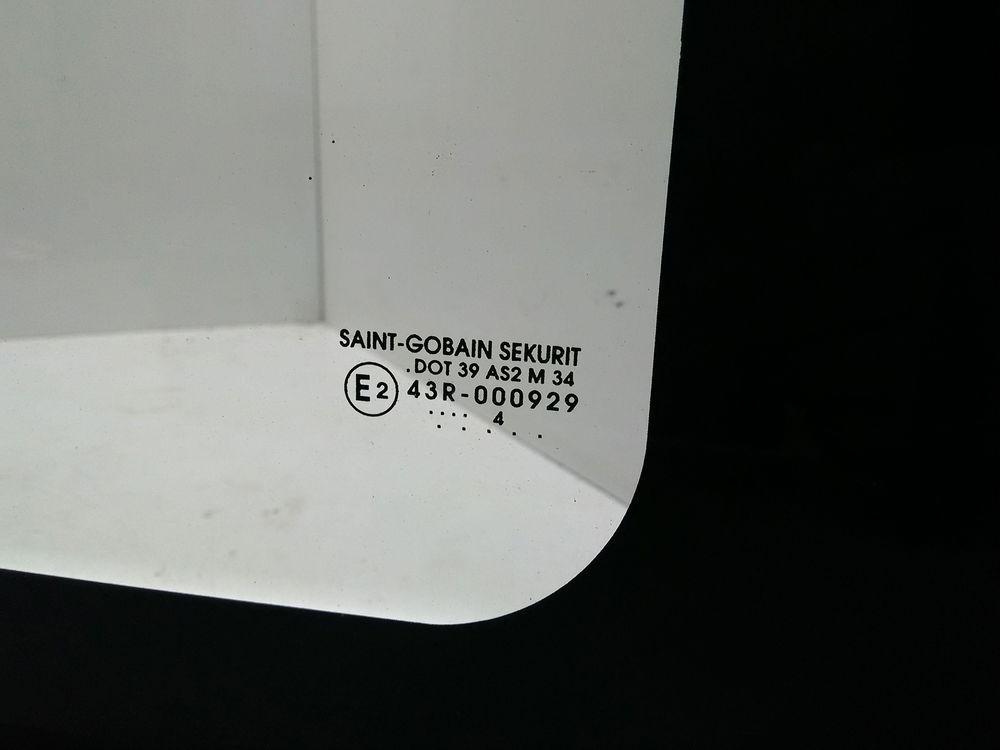 SAINT-GOBAIN SEKURIT
.DOT 39 AS2 M 34
E2 43R-000929
.... 4
. . . . .